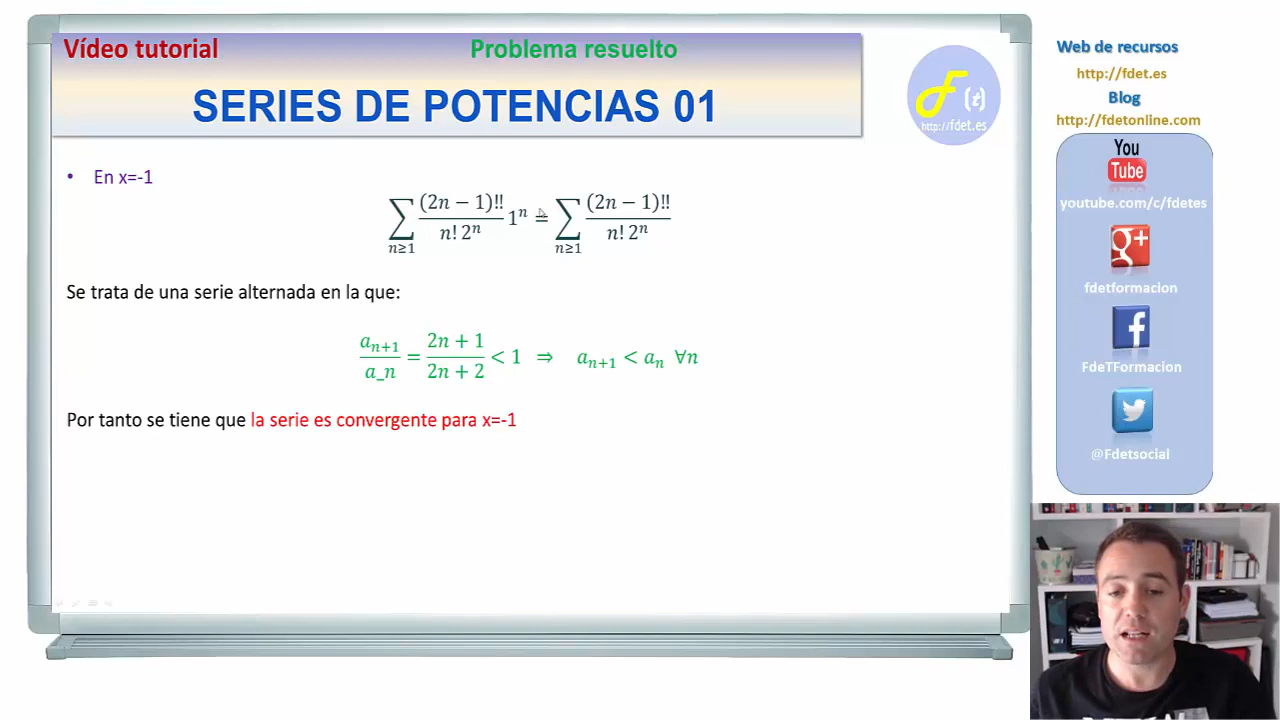 Vídeo tutorial
Problema resuelto
SERIES DE POTENCIAS 01
F (t)
http://fdet.es
Web de recursos
http://fdet.es
Blog
http://fdetonline.com
You
Tube
youtube.com/c/fdetes
g+
fdetformacion
f
FdeTFormacion
@Fdetsocial
• En x=-1
∑_{n≥1} (2n − 1)!!/(n! 2ⁿ) 1ⁿ = ∑_{n≥1} (2n − 1)!!/(n! 2ⁿ)
Se trata de una serie alternada en la que:
a_{n+1}/a_n = (2n + 1)/(2n + 2) < 1 ⇒ a_{n+1} < a_n ∀n
Por tanto se tiene que la serie es convergente para x=-1